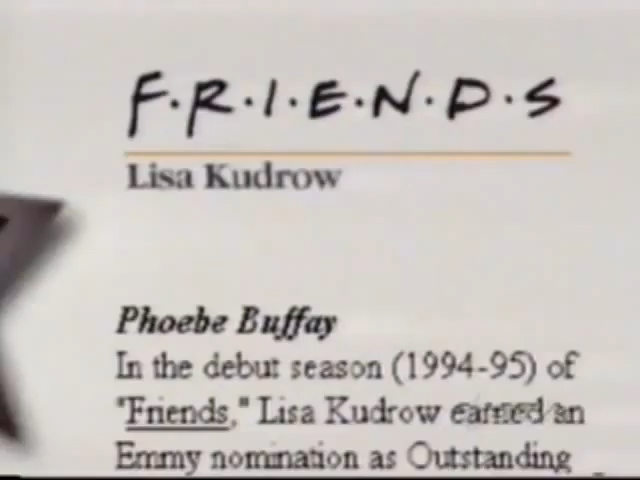 F·R·I·E·N·D·S
Lisa Kudrow
Phoebe Buffay
In the debut season (1994-95) of
"Friends," Lisa Kudrow earned an
Emmy nomination as Outstanding